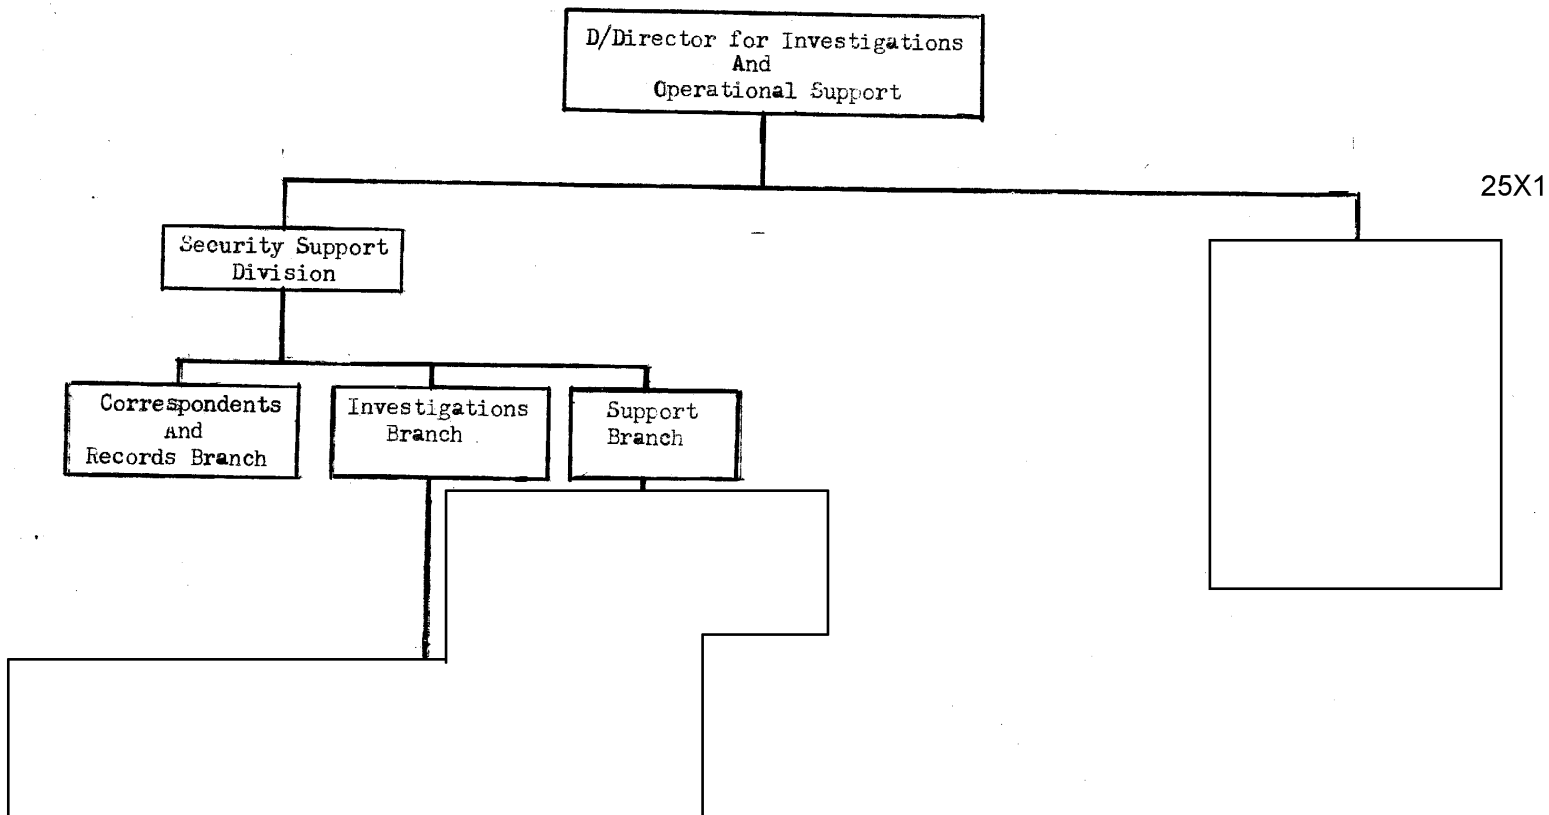 D/Director for Investigations
And
Operational Support
25X1
Security Support
Division
Correspondents
And
Records Branch
Investigations
Branch
Support
Branch